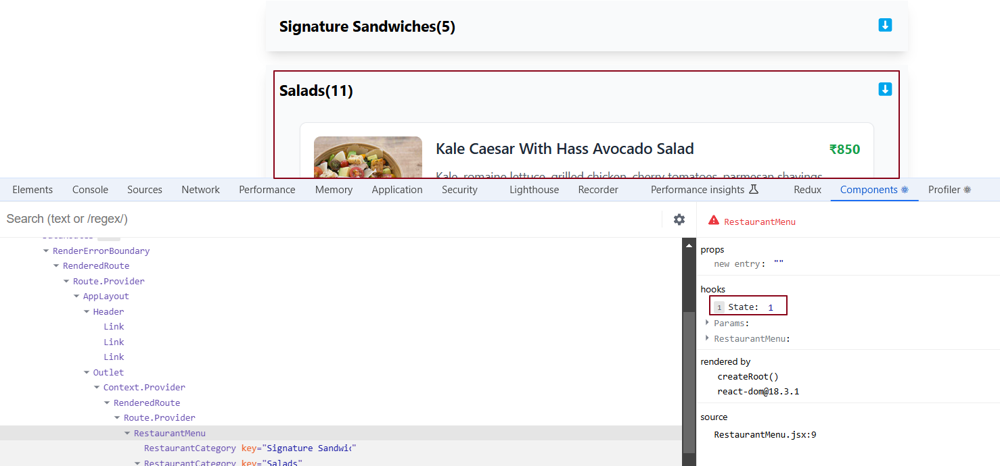 Signature Sandwiches(5)
Salads(11)
Kale Caesar With Hass Avocado Salad ₹850
Kale, romaine lettuce, grilled chicken, cherry tomatoes, parmesan shavings
Elements Console Sources Network Performance Memory Application Security Lighthouse Recorder Performance insights Redux Components Profiler
Search (text or /regex/)
RenderErrorBoundary
RenderedRoute
Route.Provider
AppLayout
Header
Link
Link
Link
Outlet
Context.Provider
RenderedRoute
Route.Provider
RestaurantMenu
RestaurantCategory key="Signature Sandwic"
RestaurantCategory key="Salads"
RestaurantMenu
props
new entry: ""
hooks
1 State: 1
Params:
RestaurantMenu:
rendered by
createRoot()
react-dom@18.3.1
source
RestaurantMenu.jsx:9